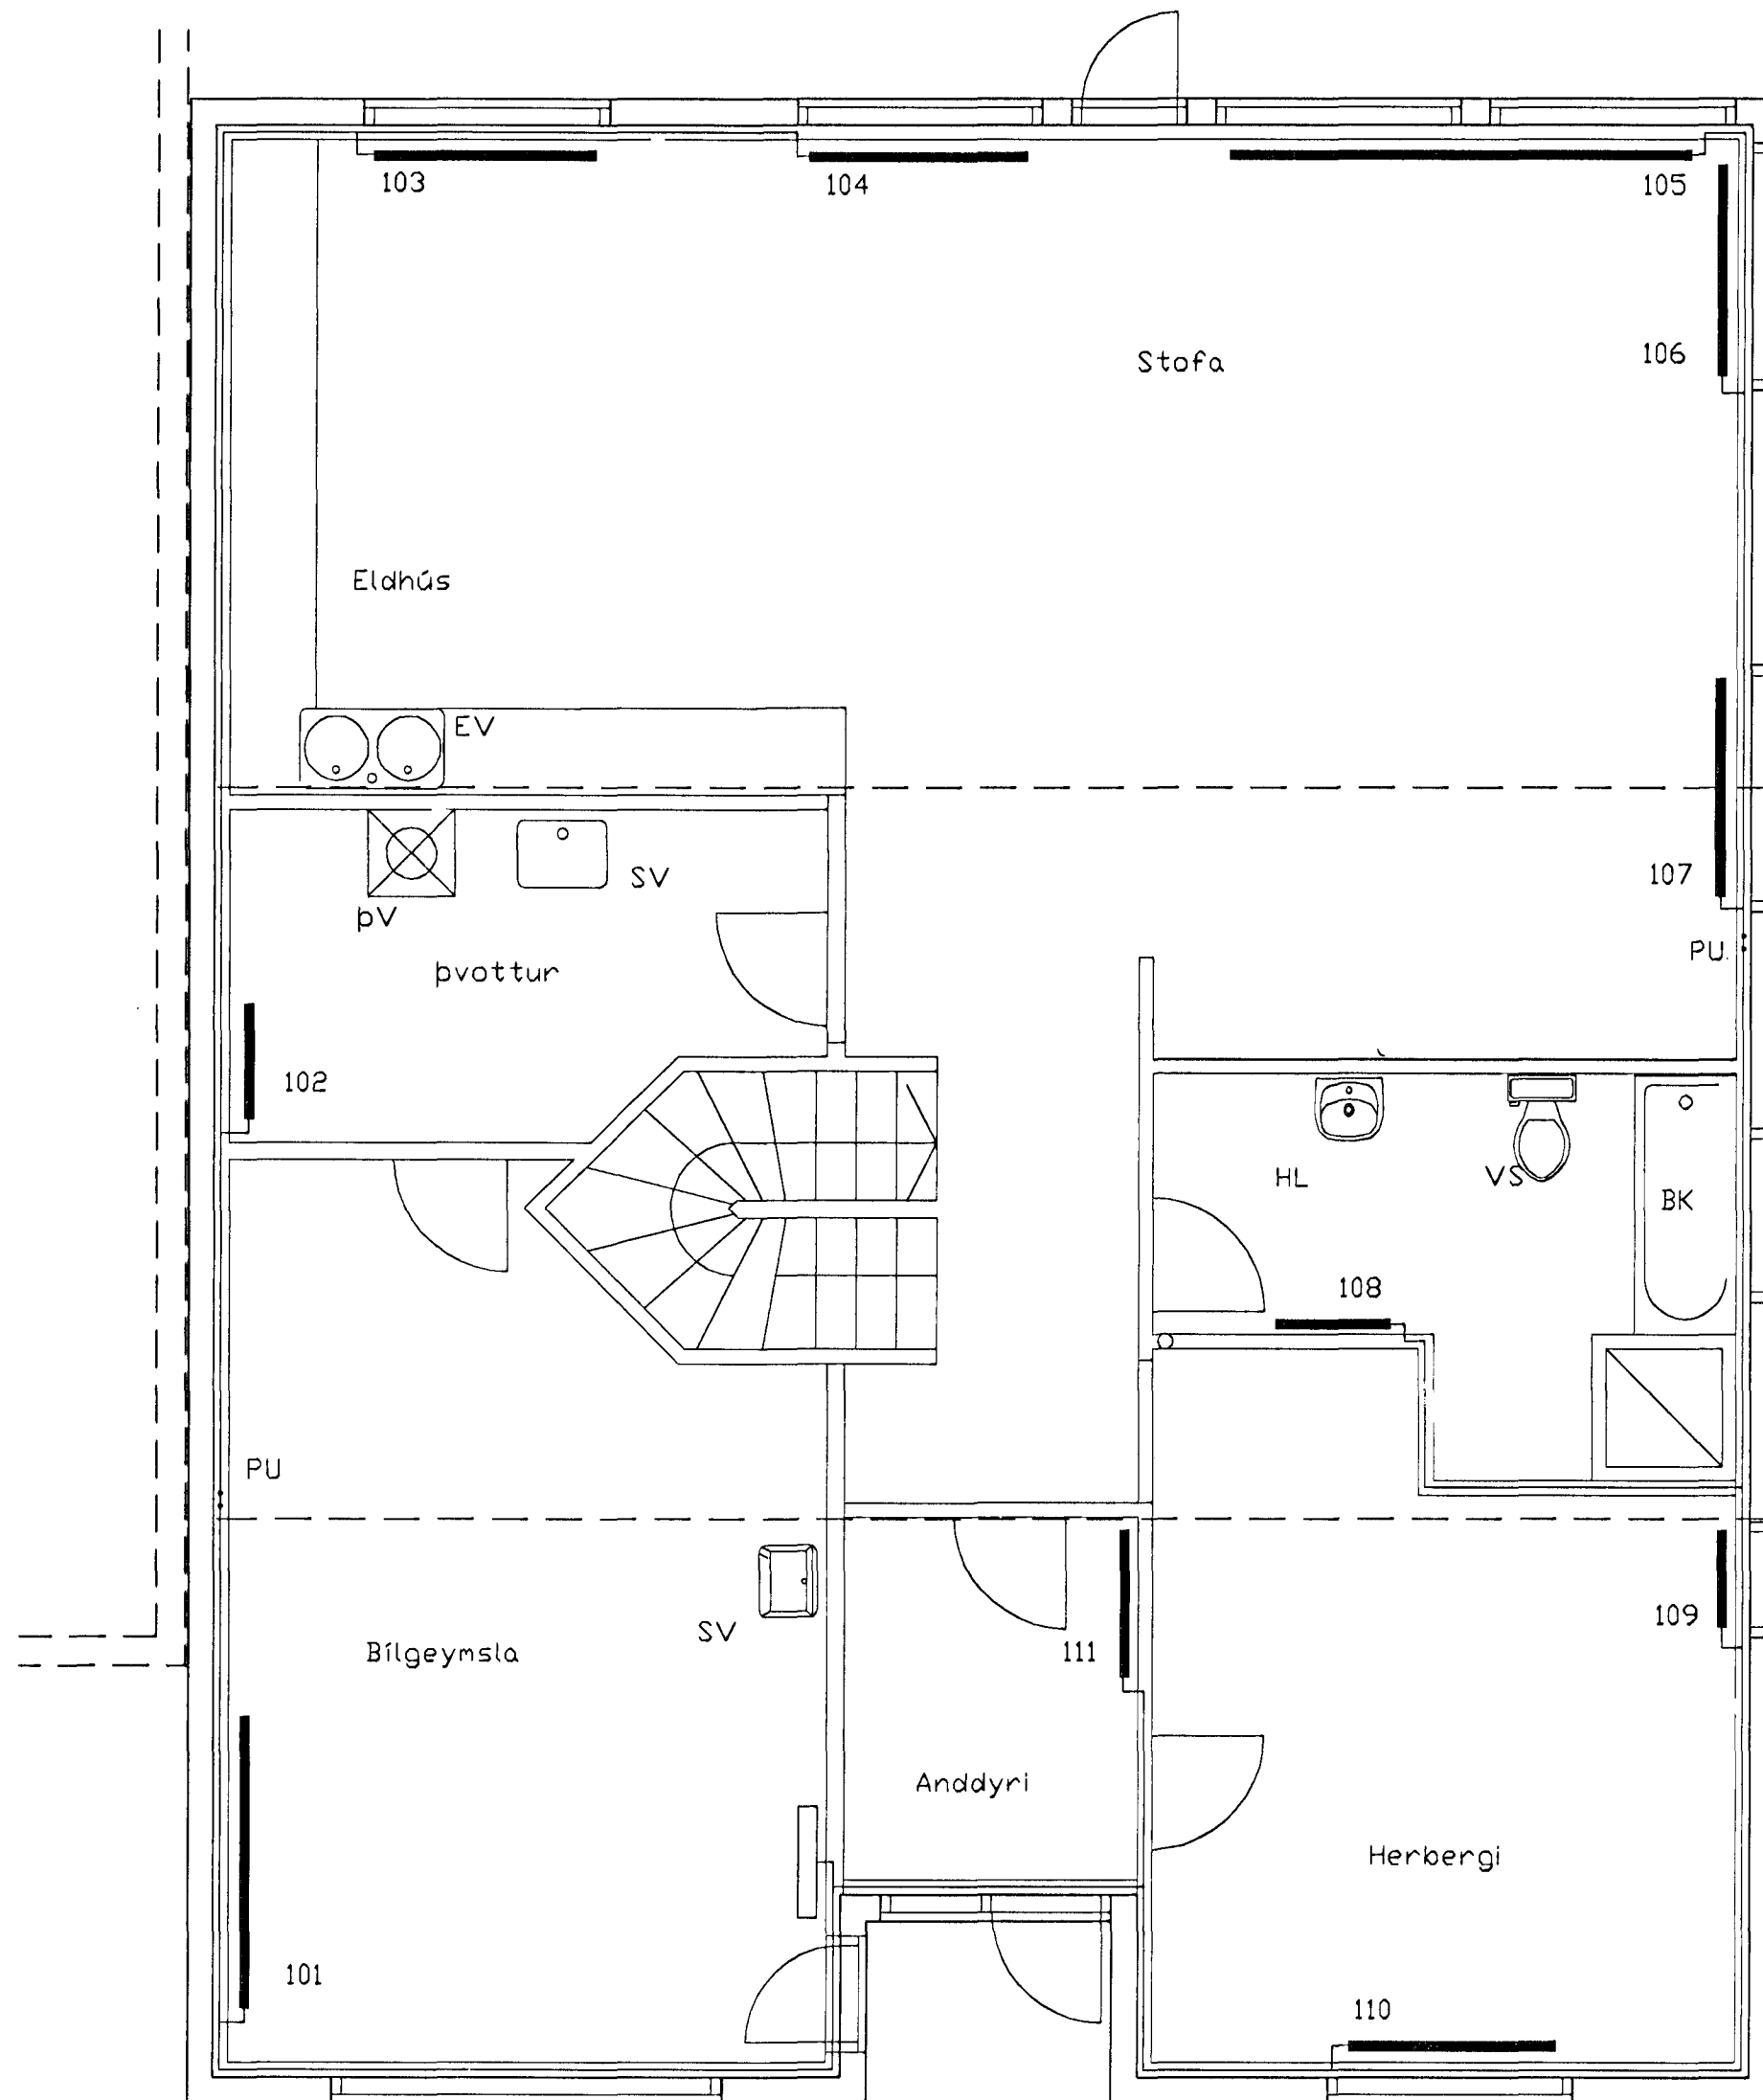 103
104
105
106
Stofa
Eldhús
EV
SV
þV
þvottur
107
PU
102
HL
VS
BK
108
PU
SV
Bílgeymsla
111
109
Anddyri
Herbergi
101
110